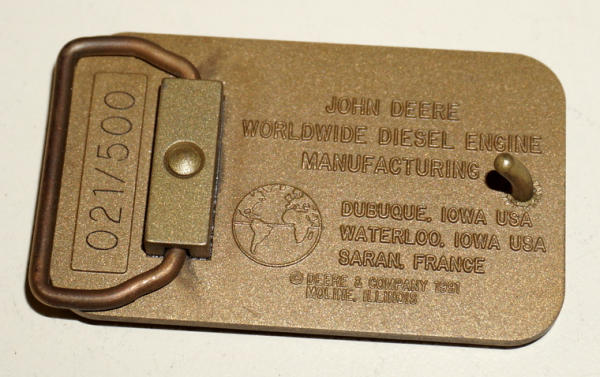 021/500
JOHN DEERE
WORLDWIDE DIESEL ENGINE
MANUFACTURING
DUBUQUE, IOWA USA
WATERLOO, IOWA USA
SARAN, FRANCE
© DEERE & COMPANY 1981
MOLINE, ILLINOIS